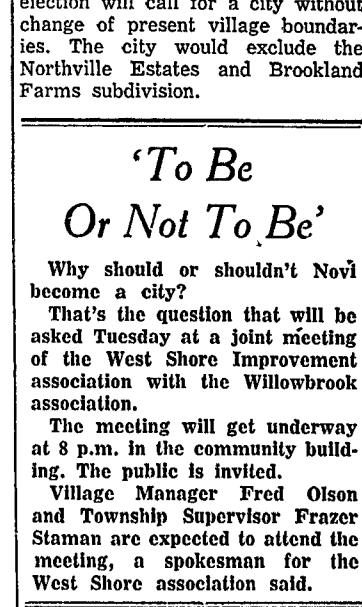 election will call for a city without
change of present village boundar-
ies. The city would exclude the
Northville Estates and Brookland
Farms subdivision.
'To Be
Or Not To Be'
Why should or shouldn't Novi
become a city?
That's the question that will be
asked Tuesday at a joint meeting
of the West Shore Improvement
association with the Willowbrook
association.
The meeting will get underway
at 8 p.m. in the community build-
ing. The public is invited.
Village Manager Fred Olson
and Township Supervisor Frazer
Staman are expected to attend the
meeting, a spokesman for the
West Shore association said.